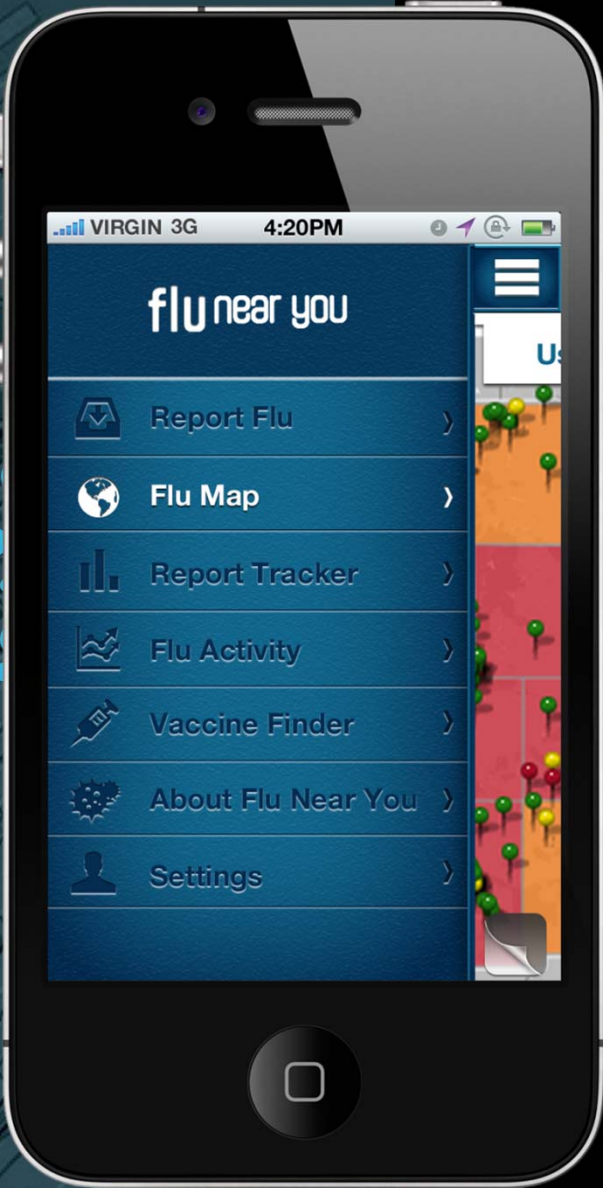 VIRGIN 3G 4:20PM
flu near you
Us
Report Flu
Flu Map
Report Tracker
Flu Activity
Vaccine Finder
About Flu Near You
Settings